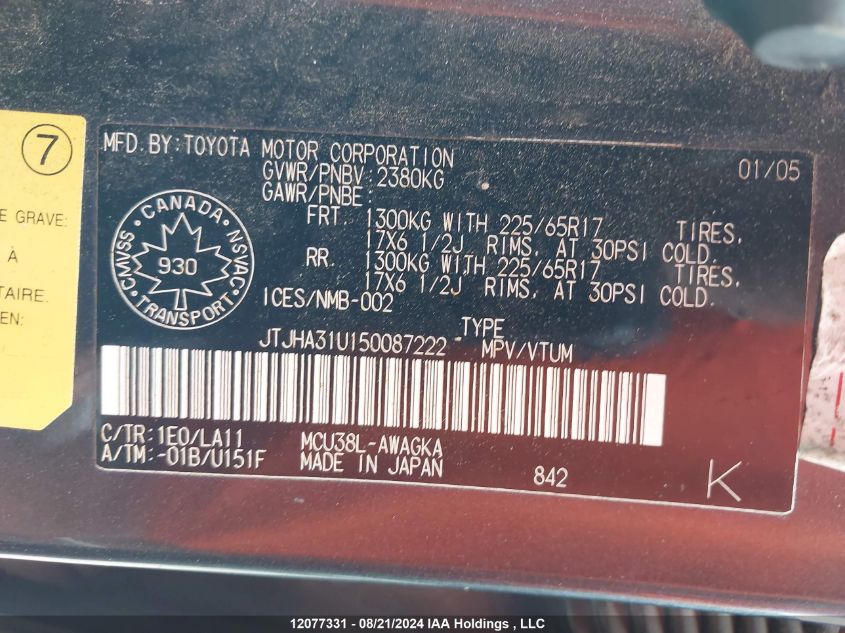 7
E GRAVE:
À
TAIRE.
EN:
MFD. BY: TOYOTA MOTOR CORPORATION 01/05
GVWR/PNBV 2380KG
GAWR/PNBE:
FRT. 1300KG WITH 225/65R17 TIRES,
17X6 1/2J RIMS, AT 30PSI COLD.
RR. 1300KG WITH 225/65R17 TIRES,
17X6 1/2J RIMS, AT 30PSI COLD.
ICES/NMB-002
CANADA
CMVSS 930 NSVAC
TRANSPORT
TYPE
JTJHA31U150087222 MPV/VTUM
C/TR: 1E0/LA11 MCU38L-AWAGKA
A/TM: -01B/U151F MADE IN JAPAN 842 K
12077331 - 08/21/2024 IAA Holdings , LLC